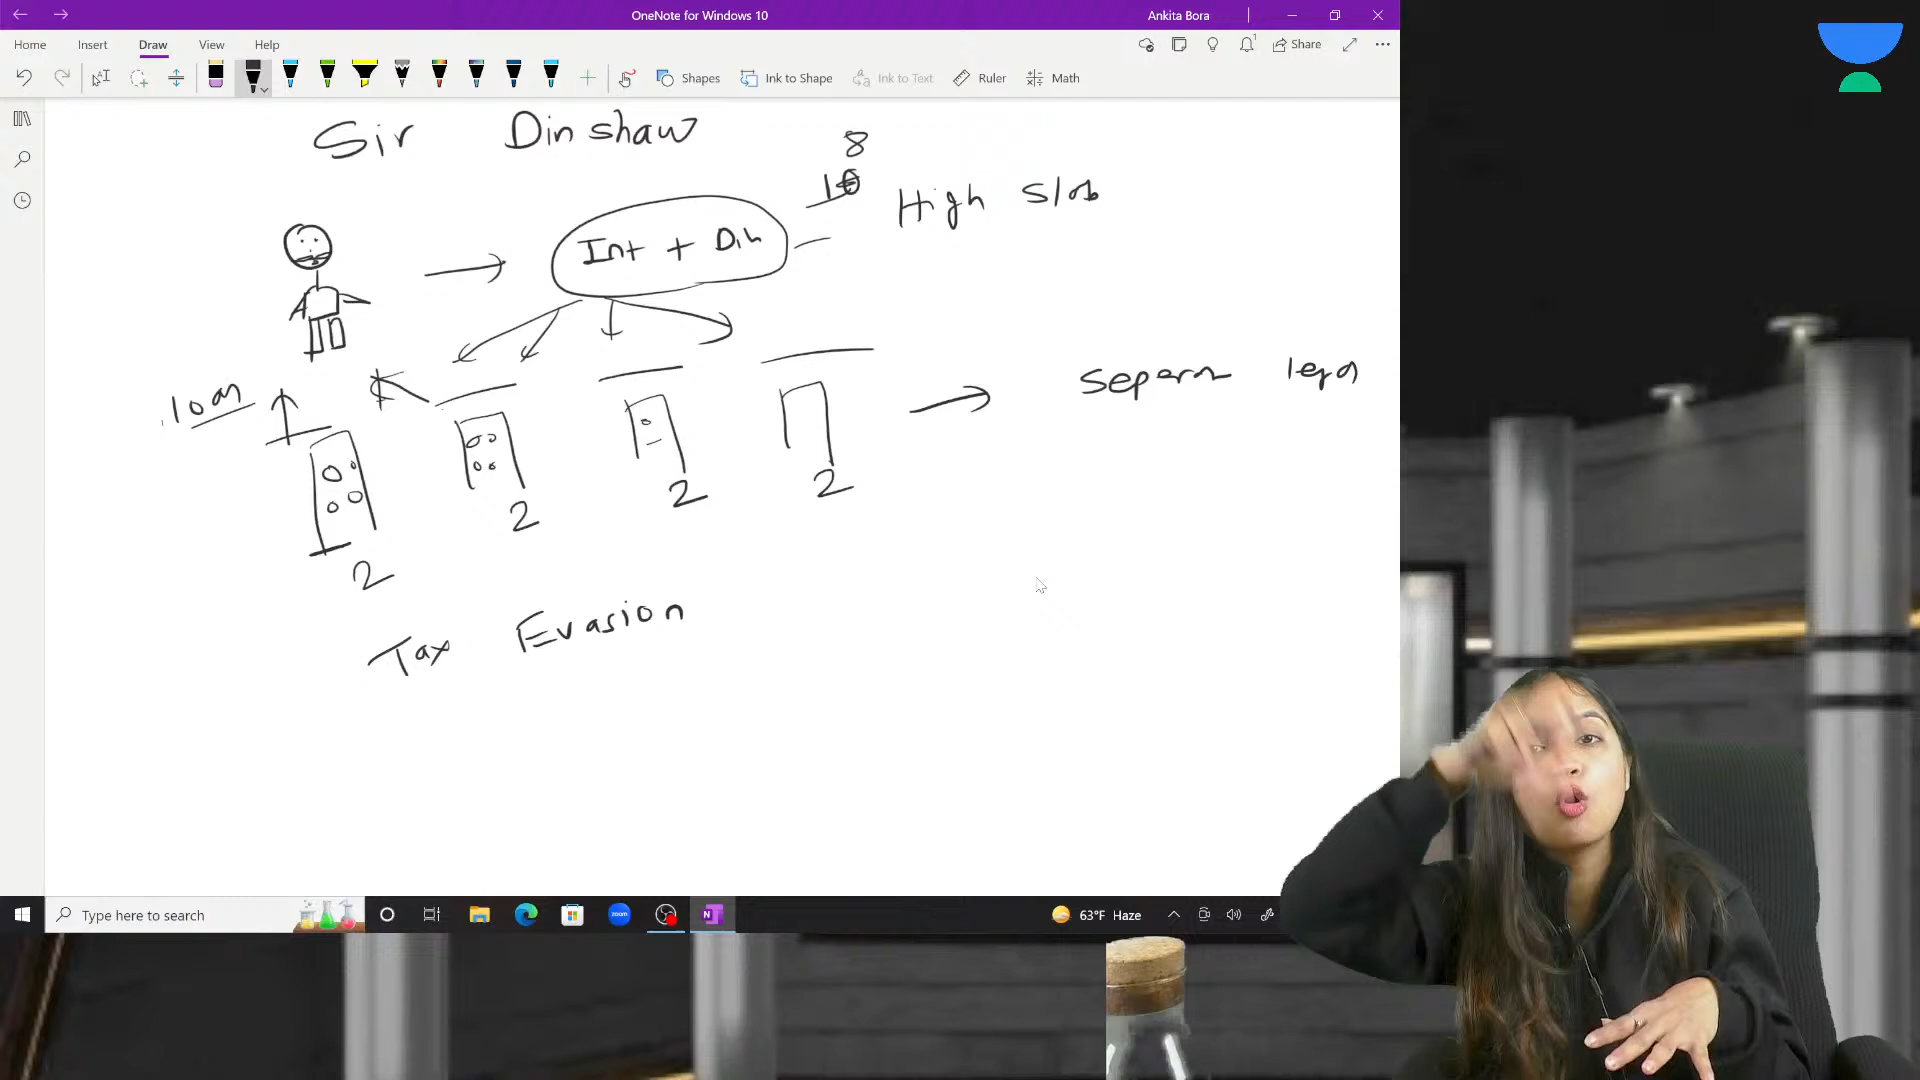 OneNote for Windows 10
Ankita Bora
Home Insert Draw View Help
1
Share
Shapes Ink to Shape Ink to Text Ruler Math
Sir Dinshaw
8
10
High Slab
Int + Div
loan
separate legal
2 2 2 2
Tax Evasion
Type here to search
zoom
N
63°F Haze